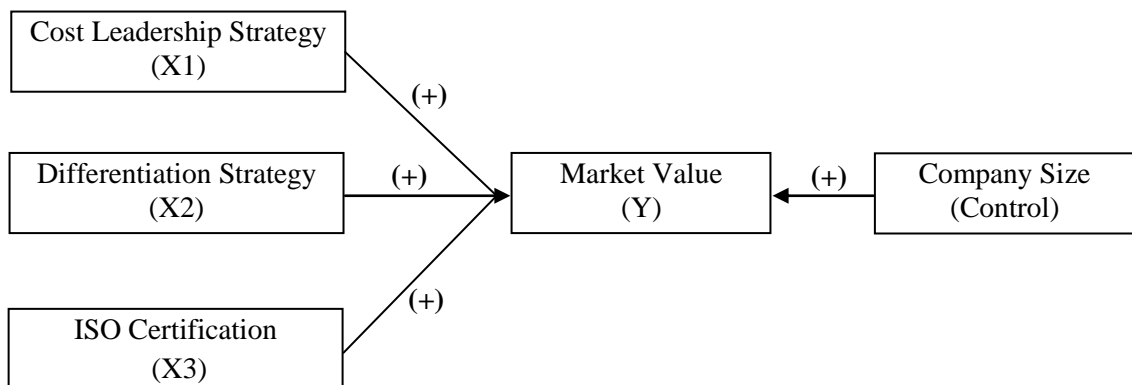 Cost Leadership Strategy
(X1)
(+)
Differentiation Strategy
(X2)
(+)
Market Value
(Y)
(+)
Company Size
(Control)
(+)
ISO Certification
(X3)